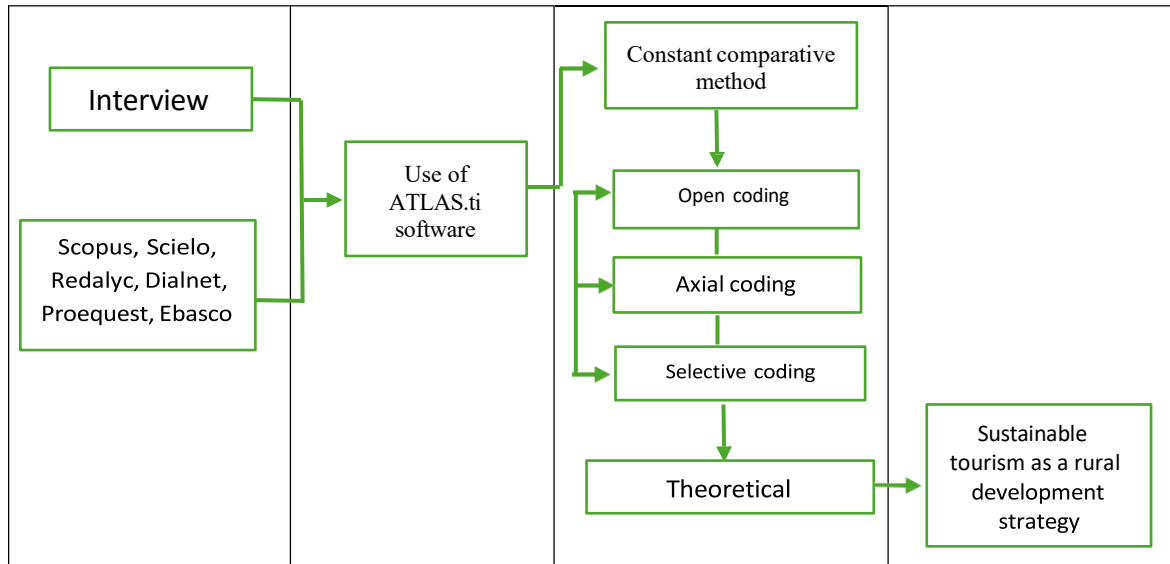 Interview
Scopus, Scielo,
Redalyc, Dialnet,
Proequest, Ebasco
Use of
ATLAS.ti
software
Constant comparative
method
Open coding
Axial coding
Selective coding
Theoretical
Sustainable
tourism as a rural
development
strategy